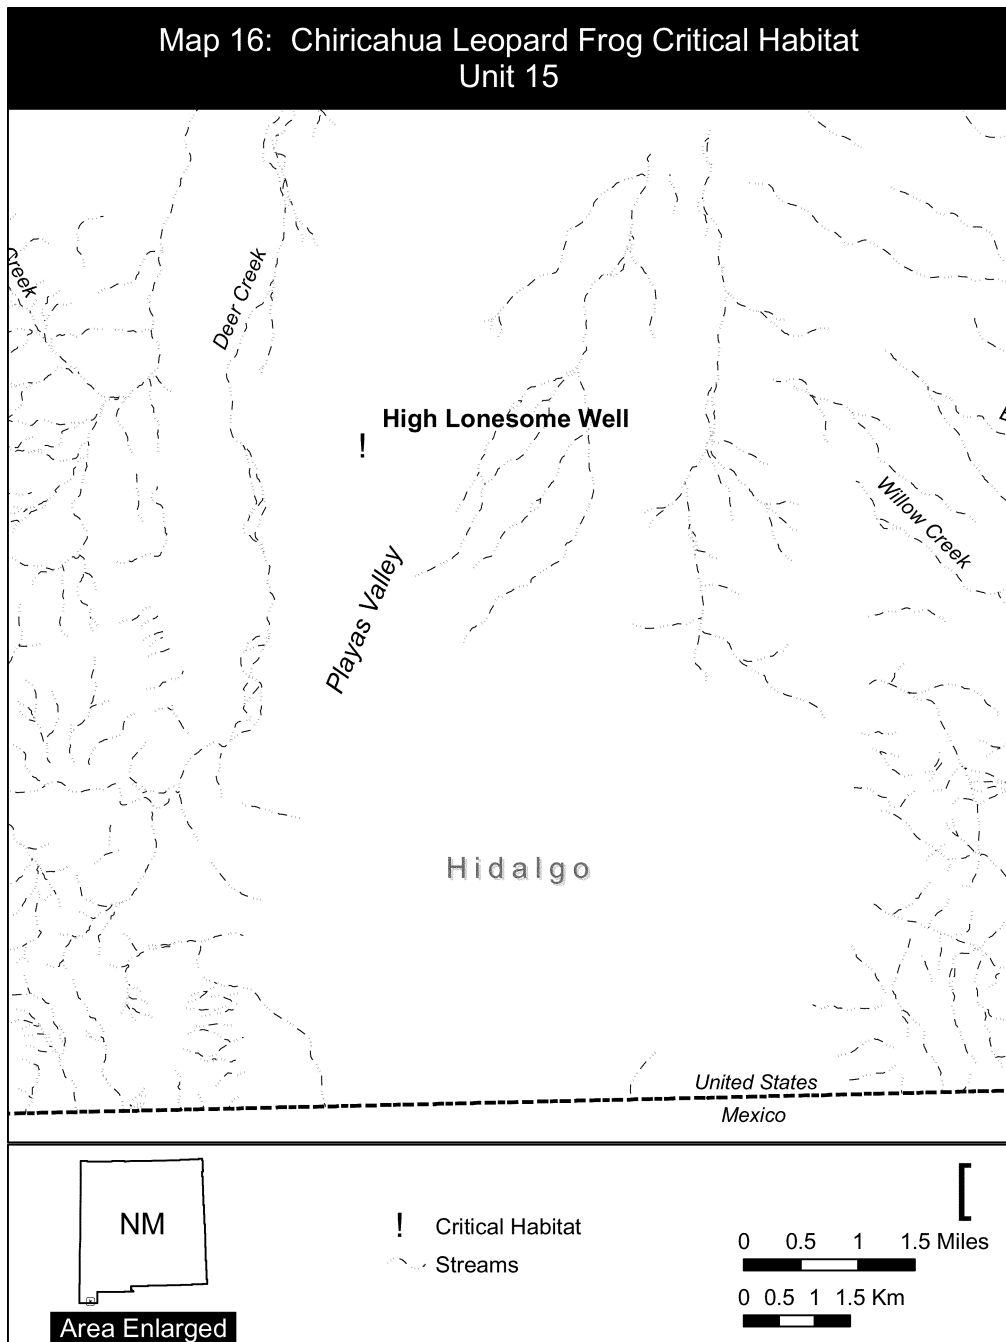 Map 16: Chiricahua Leopard Frog Critical Habitat
Unit 15
Creek
Deer Creek
High Lonesome Well
!
Willow Creek
Playas Valley
Hidalgo
United States
Mexico
NM
Area Enlarged
! Critical Habitat
Streams
[
0 0.5 1 1.5 Miles
0 0.5 1 1.5 Km